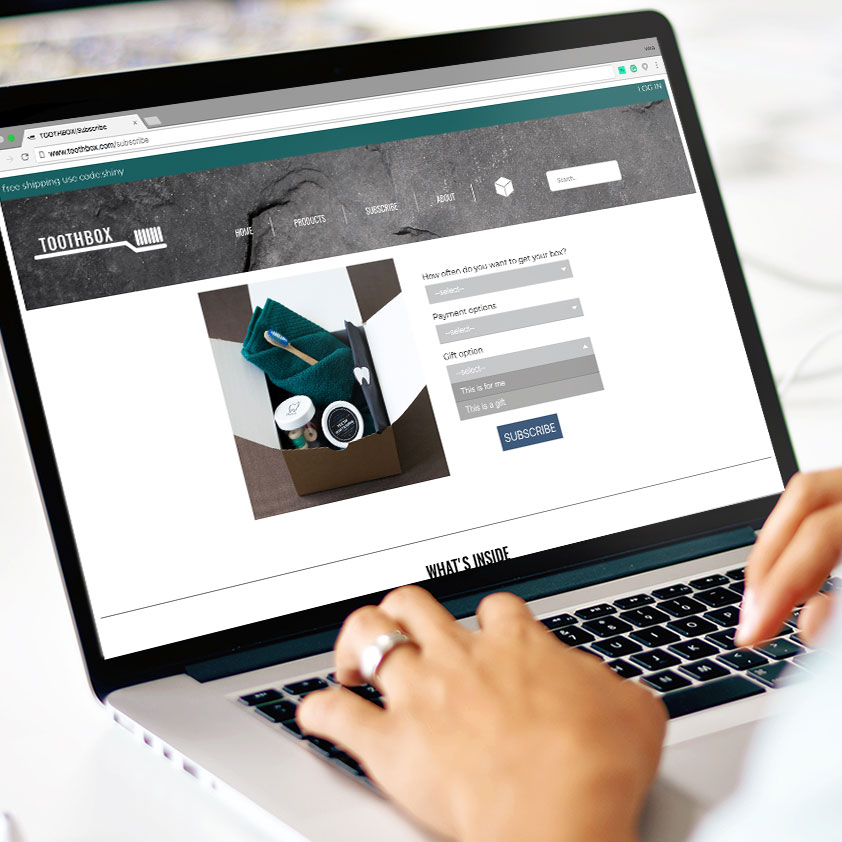 TOOTHBOX|Subscribe
www.toothbox.com/subscribe
LOG IN
free shipping use code shiny
TOOTHBOX
HOME
PRODUCTS
SUBSCRIBE
ABOUT
Search..
How often do you want to get your box?
--select--
Payment options
--select--
Gift option
--select--
This is for me
This is a gift
SUBSCRIBE
WHAT'S INSIDE